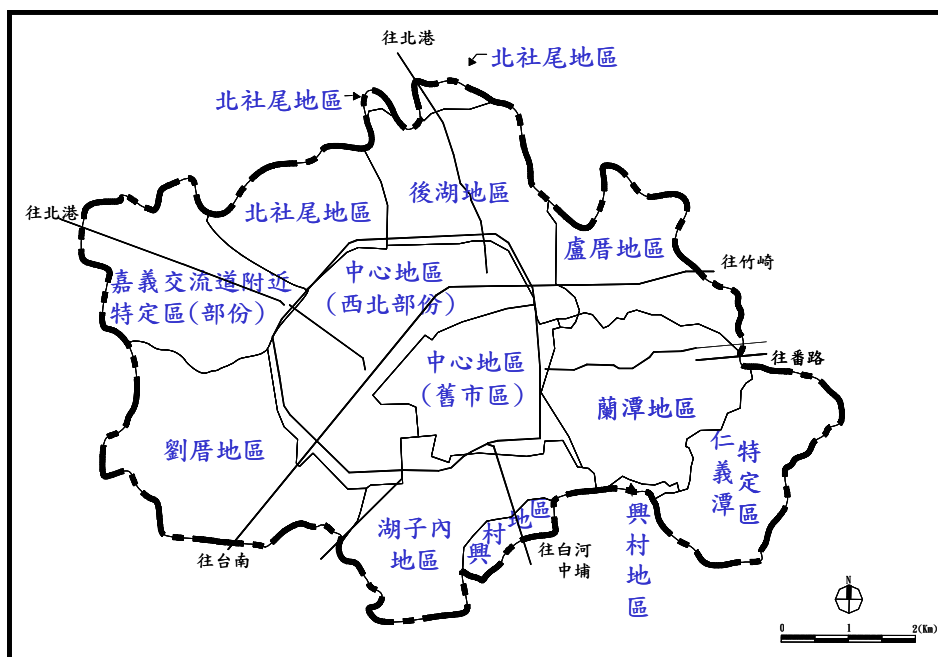 往北港
北社尾地區
北社尾地區
後湖地區
往北港
北社尾地區
盧厝地區
往竹崎
嘉義交流道附近
特定區(部份)
中心地區
(西北部份)
往番路
中心地區
(舊市區)
蘭潭地區
劉厝地區
仁義潭
特定區
湖子內
地區
興村地區
興村地區
往台南
往白河
中埔
N
0 1 2(Km)